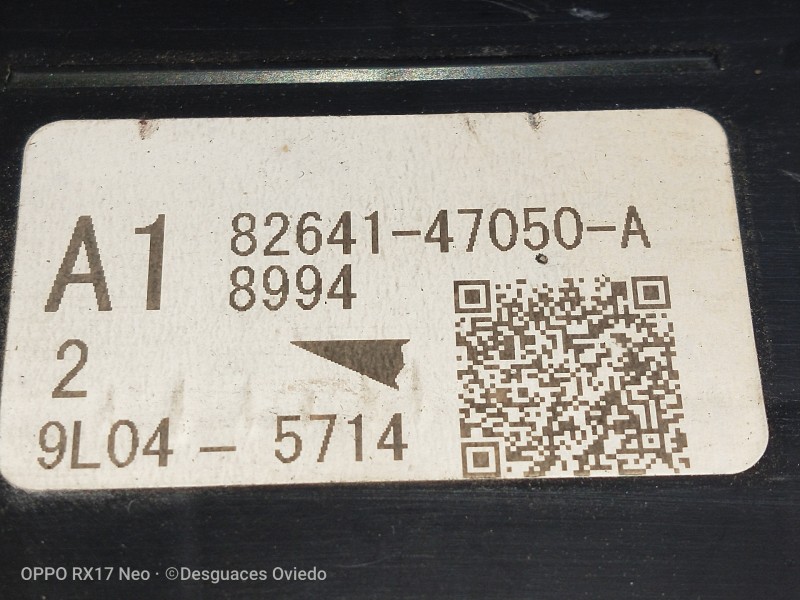 A1 82641-47050-A
8994
2
9L04 - 5714
OPPO RX17 Neo · ©Desguaces Oviedo